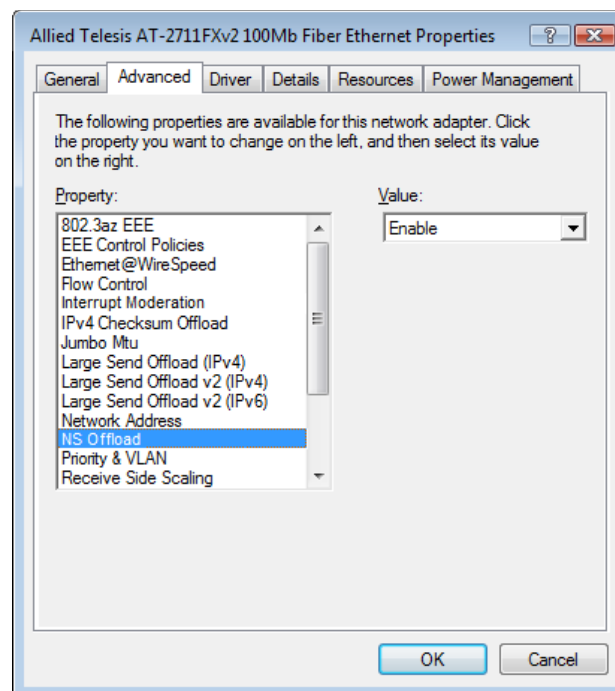 Allied Telesis AT-2711FXv2 100Mb Fiber Ethernet Properties
General Advanced Driver Details Resources Power Management
The following properties are available for this network adapter. Click
the property you want to change on the left, and then select its value
on the right.
Property:
802.3az EEE
EEE Control Policies
Ethernet@WireSpeed
Flow Control
Interrupt Moderation
IPv4 Checksum Offload
Jumbo Mtu
Large Send Offload (IPv4)
Large Send Offload v2 (IPv4)
Large Send Offload v2 (IPv6)
Network Address
NS Offload
Priority & VLAN
Receive Side Scaling
Value:
Enable
OK Cancel